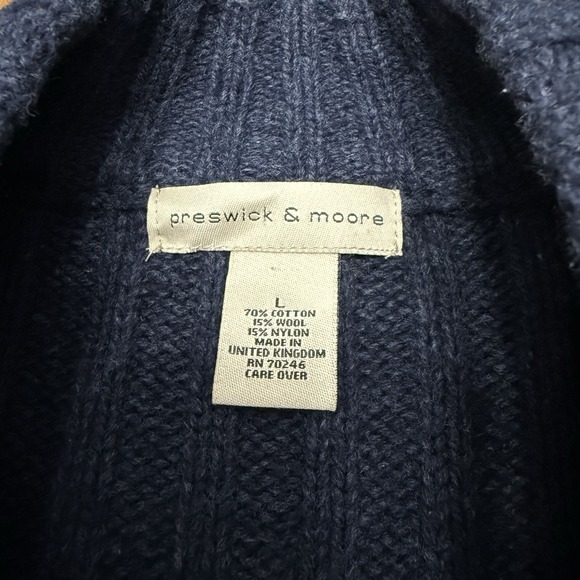 preswick & moore
L
70% COTTON
15% WOOL
15% NYLON
MADE IN
UNITED KINGDOM
RN 70246
CARE OVER